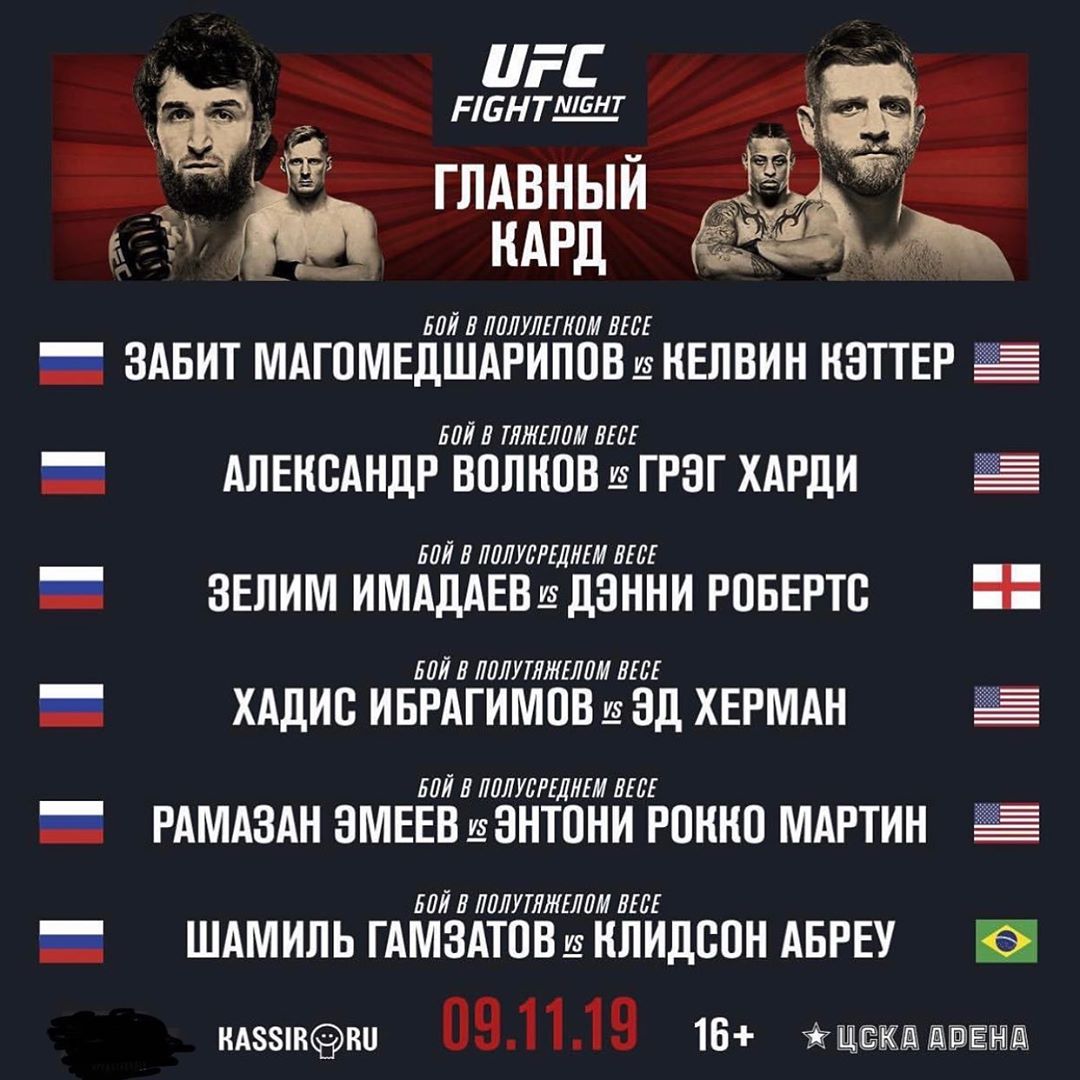 UFC
FIGHT NIGHT
ГЛАВНЫЙ
КАРД
БОЙ В ПОЛУЛЕГКОМ ВЕСЕ
ЗАБИТ МАГОМЕДШАРИПОВ VS КЕЛВИН КЭТТЕР
БОЙ В ТЯЖЕЛОМ ВЕСЕ
АЛЕКСАНДР ВОЛКОВ VS ГРЭГ ХАРДИ
БОЙ В ПОЛУСРЕДНЕМ ВЕСЕ
ЗЕЛИМ ИМАДАЕВ VS ДЭННИ РОБЕРТС
БОЙ В ПОЛУТЯЖЕЛОМ ВЕСЕ
ХАДИС ИБРАГИМОВ VS ЭД ХЕРМАН
БОЙ В ПОЛУСРЕДНЕМ ВЕСЕ
РАМАЗАН ЭМЕЕВ VS ЭНТОНИ РОККО МАРТИН
БОЙ В ПОЛУТЯЖЕЛОМ ВЕСЕ
ШАМИЛЬ ГАМЗАТОВ VS КЛИДСОН АБРЕУ
KASSIR RU 09.11.19 16+ ЦСКА АРЕНА